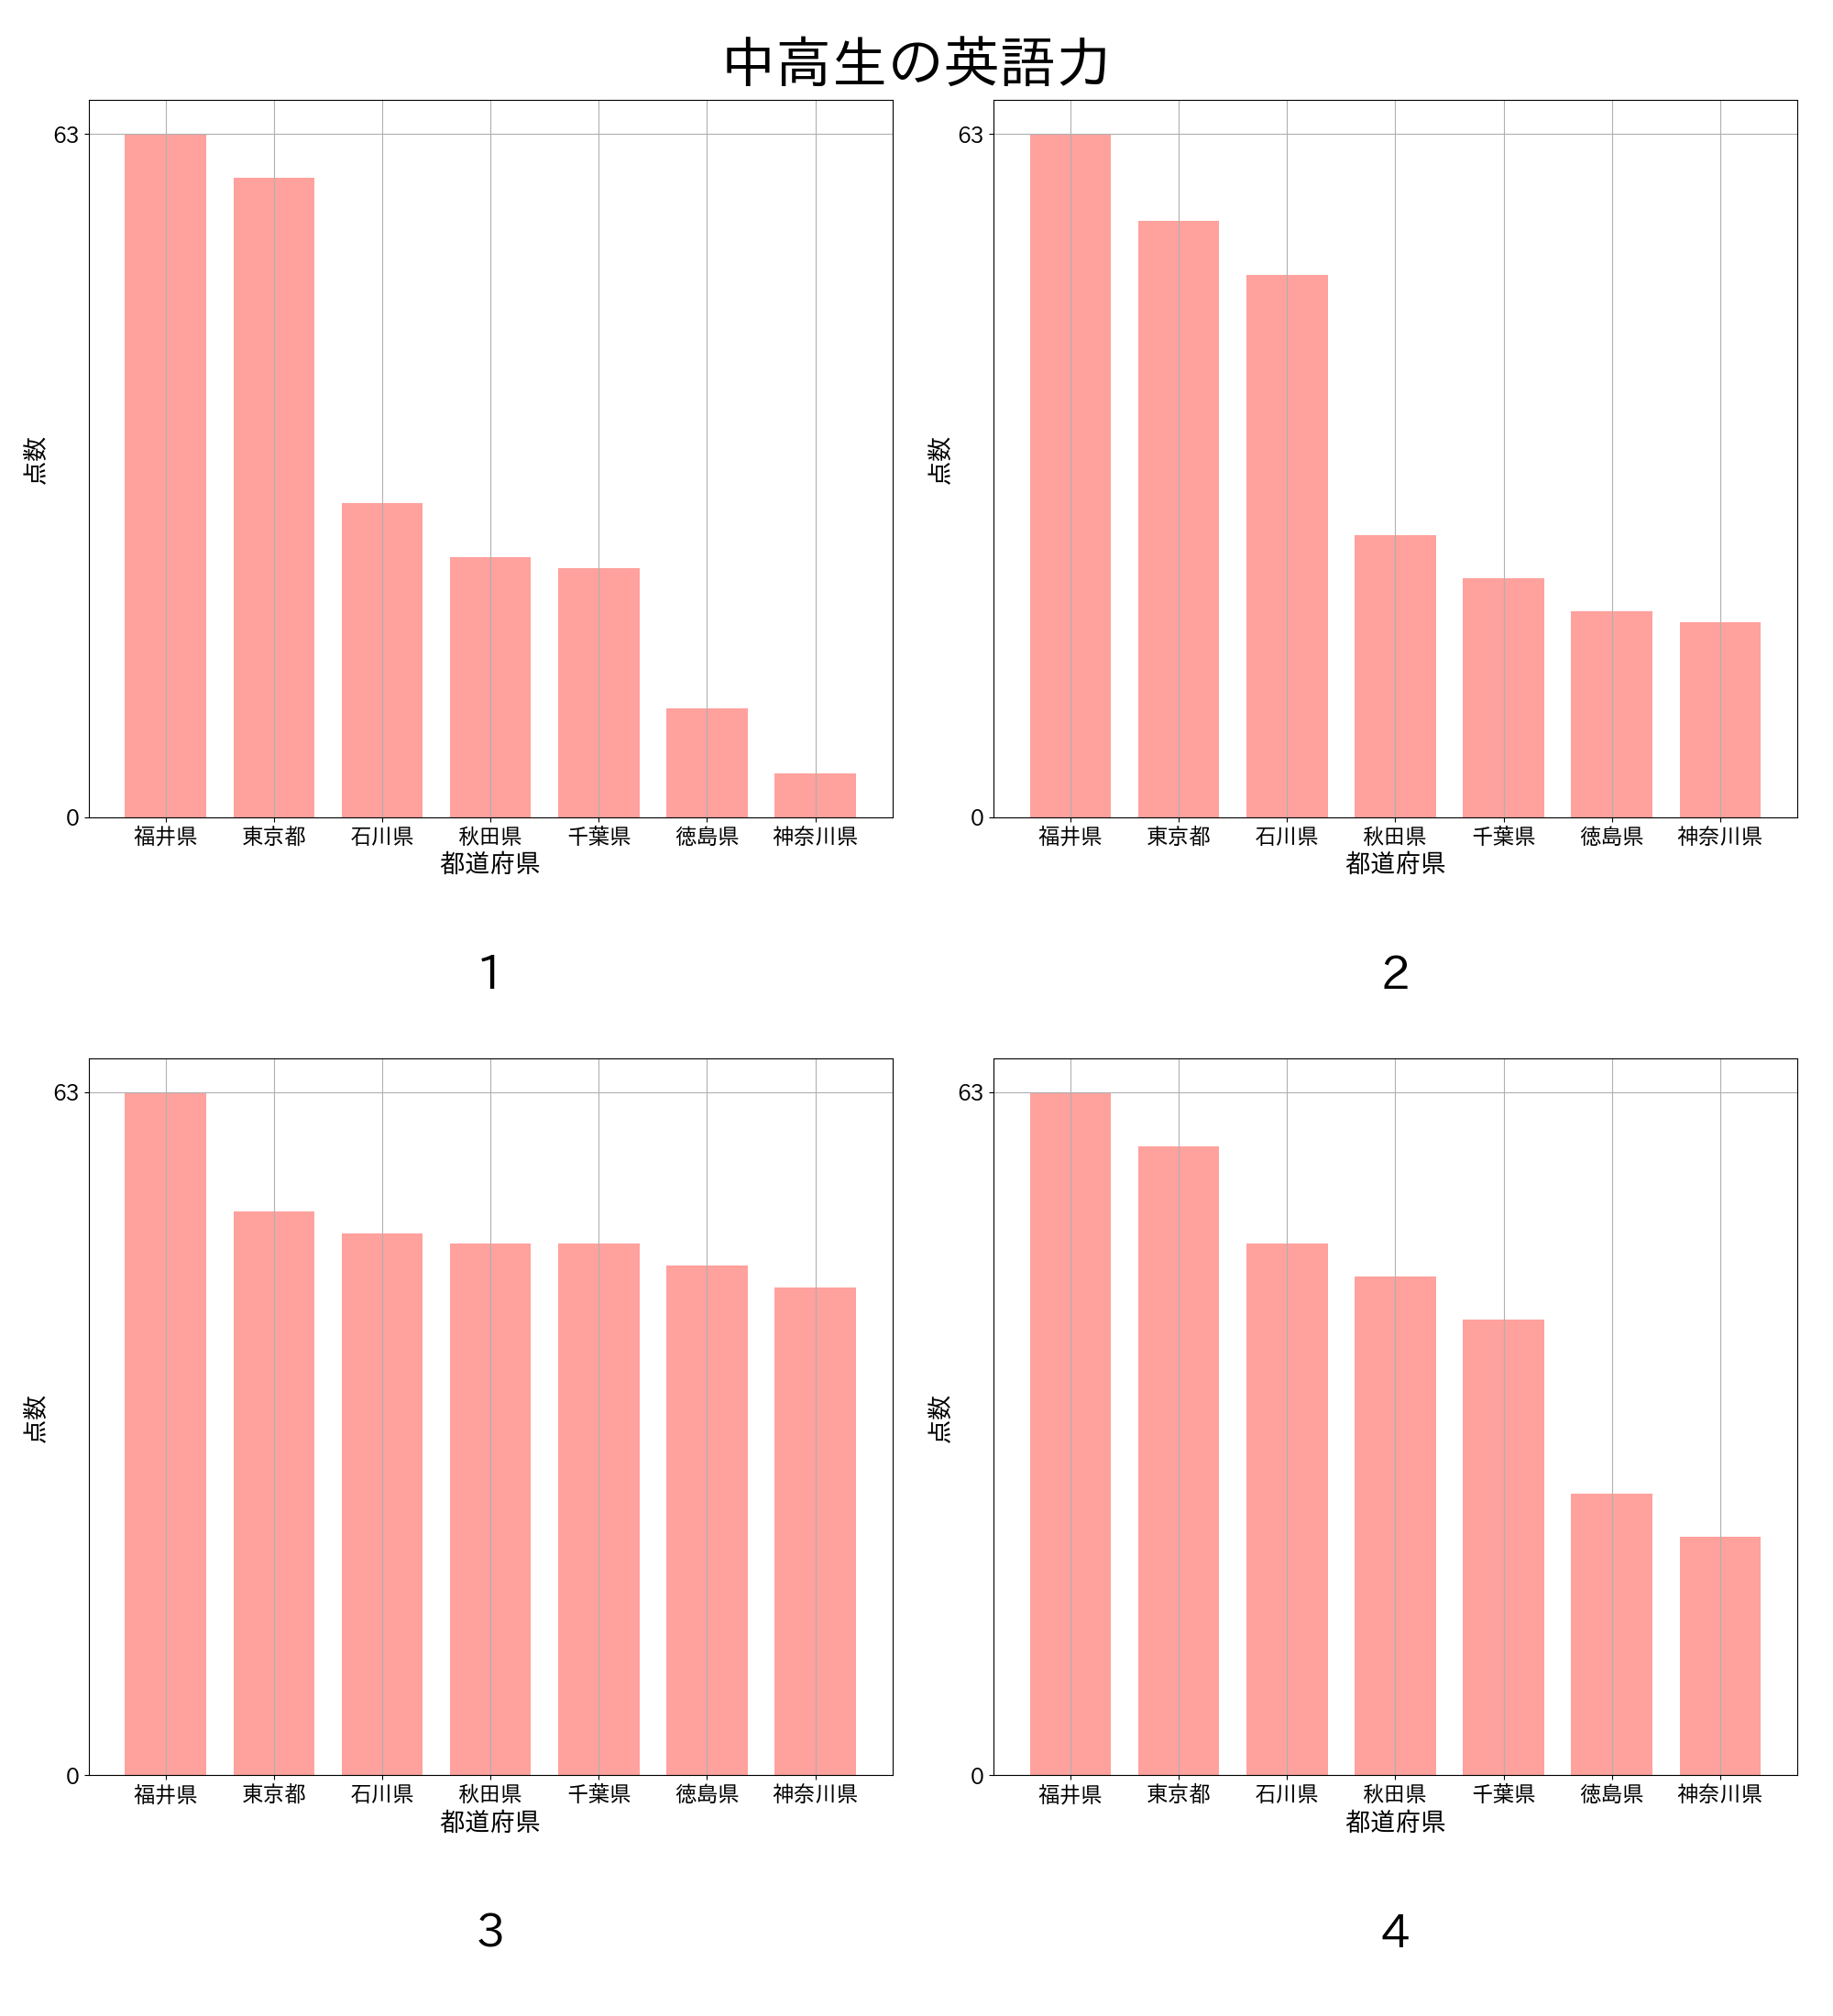 中高生の英語力
63
0
点数
福井県 東京都 石川県 秋田県 千葉県 徳島県 神奈川県
都道府県
1
63
0
点数
福井県 東京都 石川県 秋田県 千葉県 徳島県 神奈川県
都道府県
2
63
0
点数
福井県 東京都 石川県 秋田県 千葉県 徳島県 神奈川県
都道府県
3
63
0
点数
福井県 東京都 石川県 秋田県 千葉県 徳島県 神奈川県
都道府県
4